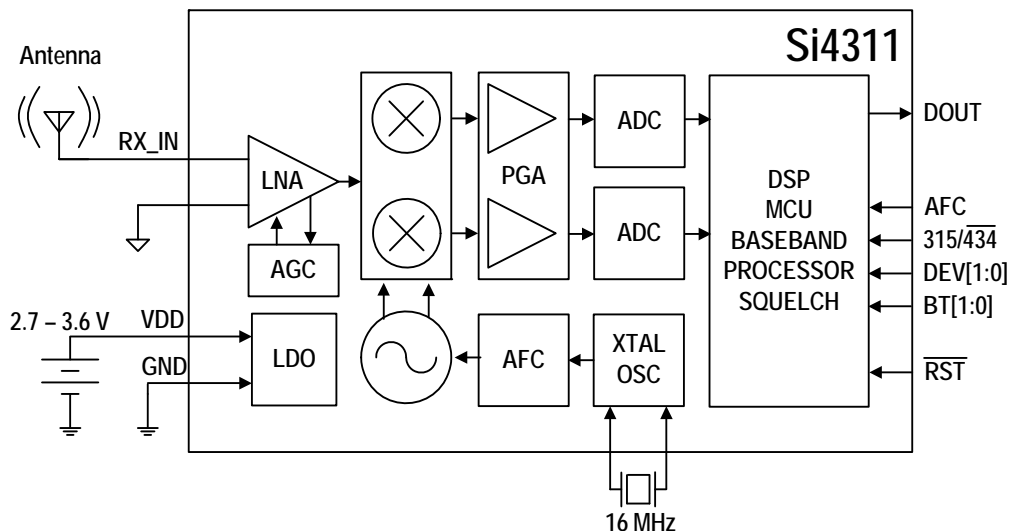 Si4311
Antenna
RX_IN
LNA
AGC
PGA
ADC
ADC
DSP
MCU
BASEBAND
PROCESSOR
SQUELCH
DOUT
AFC
315/434
DEV[1:0]
BT[1:0]
RST
2.7 – 3.6 V
VDD
GND
LDO
AFC
XTAL
OSC
16 MHz